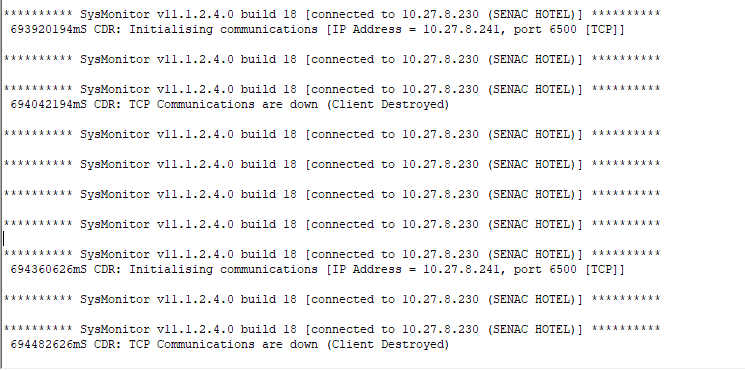 ********** SysMonitor v11.1.2.4.0 build 18 [connected to 10.27.8.230 (SENAC HOTEL)] **********
693920194mS CDR: Initialising communications [IP Address = 10.27.8.241, port 6500 [TCP]]
********** SysMonitor v11.1.2.4.0 build 18 [connected to 10.27.8.230 (SENAC HOTEL)] **********
********** SysMonitor v11.1.2.4.0 build 18 [connected to 10.27.8.230 (SENAC HOTEL)] **********
694042194mS CDR: TCP Communications are down (Client Destroyed)
********** SysMonitor v11.1.2.4.0 build 18 [connected to 10.27.8.230 (SENAC HOTEL)] **********
********** SysMonitor v11.1.2.4.0 build 18 [connected to 10.27.8.230 (SENAC HOTEL)] **********
********** SysMonitor v11.1.2.4.0 build 18 [connected to 10.27.8.230 (SENAC HOTEL)] **********
********** SysMonitor v11.1.2.4.0 build 18 [connected to 10.27.8.230 (SENAC HOTEL)] **********
********** SysMonitor v11.1.2.4.0 build 18 [connected to 10.27.8.230 (SENAC HOTEL)] **********
694360626mS CDR: Initialising communications [IP Address = 10.27.8.241, port 6500 [TCP]]
********** SysMonitor v11.1.2.4.0 build 18 [connected to 10.27.8.230 (SENAC HOTEL)] **********
********** SysMonitor v11.1.2.4.0 build 18 [connected to 10.27.8.230 (SENAC HOTEL)] **********
694482626mS CDR: TCP Communications are down (Client Destroyed)